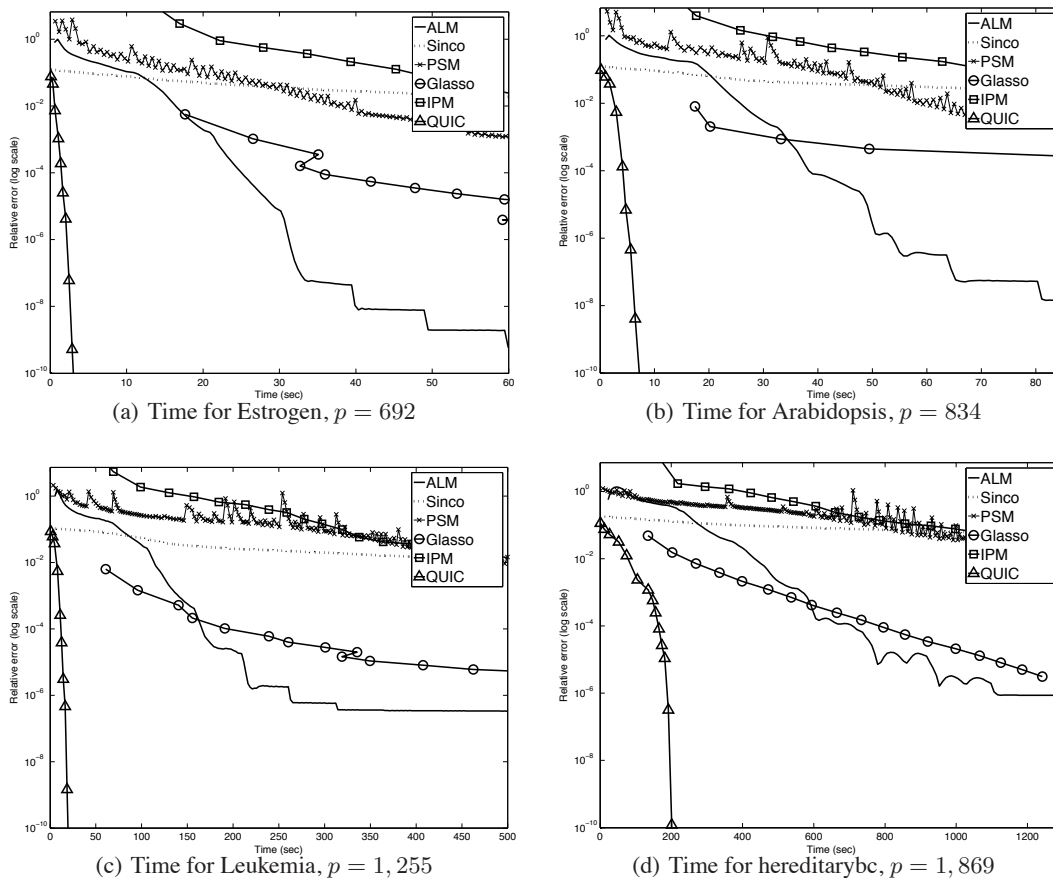 ALM
Sinco
PSM
Glasso
IPM
QUIC
Relative error (log scale)
10^0
10^-2
10^-4
10^-6
10^-8
10^-10
0 10 20 30 40 50 60
Time (sec)
(a) Time for Estrogen, p = 692
ALM
Sinco
PSM
Glasso
IPM
QUIC
Relative error (log scale)
10^0
10^-2
10^-4
10^-6
10^-8
10^-10
0 10 20 30 40 50 60 70 80
Time (sec)
(b) Time for Arabidopsis, p = 834
ALM
Sinco
PSM
Glasso
IPM
QUIC
Relative error (log scale)
10^0
10^-2
10^-4
10^-6
10^-8
10^-10
0 50 100 150 200 250 300 350 400 450 500
Time (sec)
(c) Time for Leukemia, p = 1, 255
ALM
Sinco
PSM
Glasso
IPM
QUIC
Relative error (log scale)
10^0
10^-2
10^-4
10^-6
10^-8
10^-10
0 200 400 600 800 1000 1200
Time (sec)
(d) Time for hereditarybc, p = 1, 869